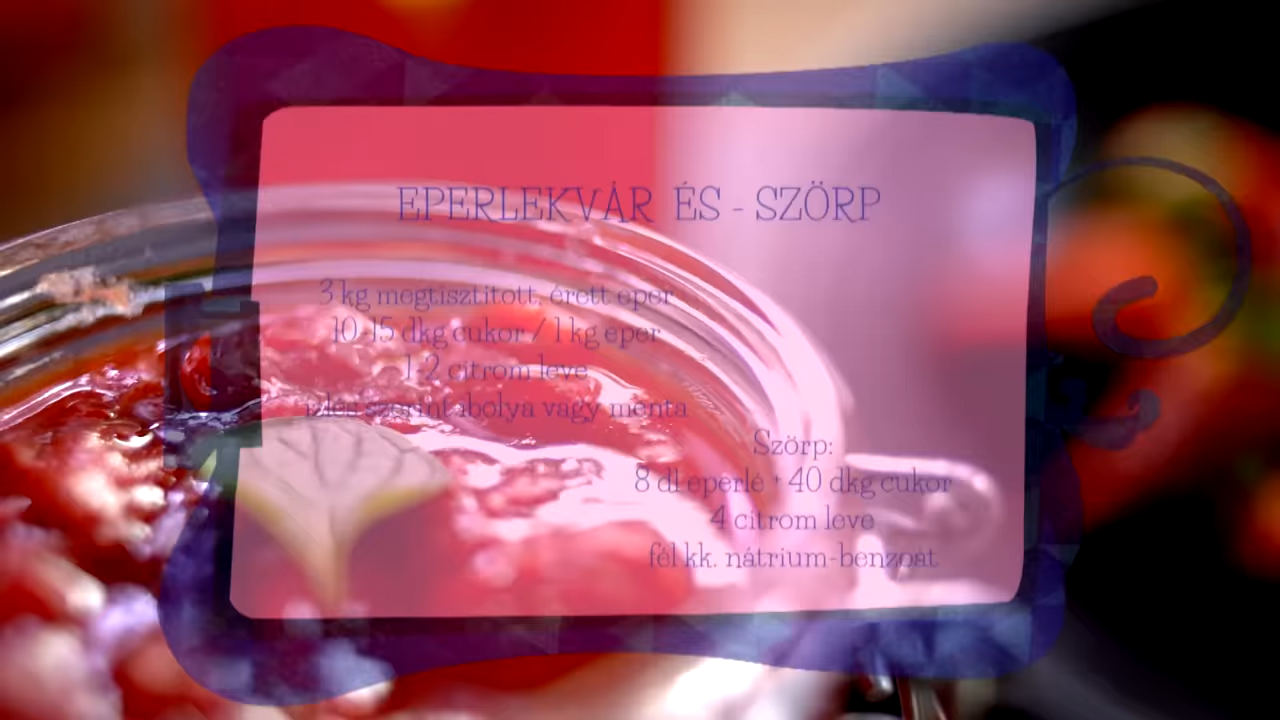 EPERLEKVÁR ÉS - SZÖRP
3 kg megtisztított, érett eper
10-15 dkg cukor / 1 kg eper
1-2 citrom leve
ízlés szerint ibolya vagy menta
Szörp:
8 dl eperlé + 40 dkg cukor
4 citrom leve
fél kk. nátrium-benzoát